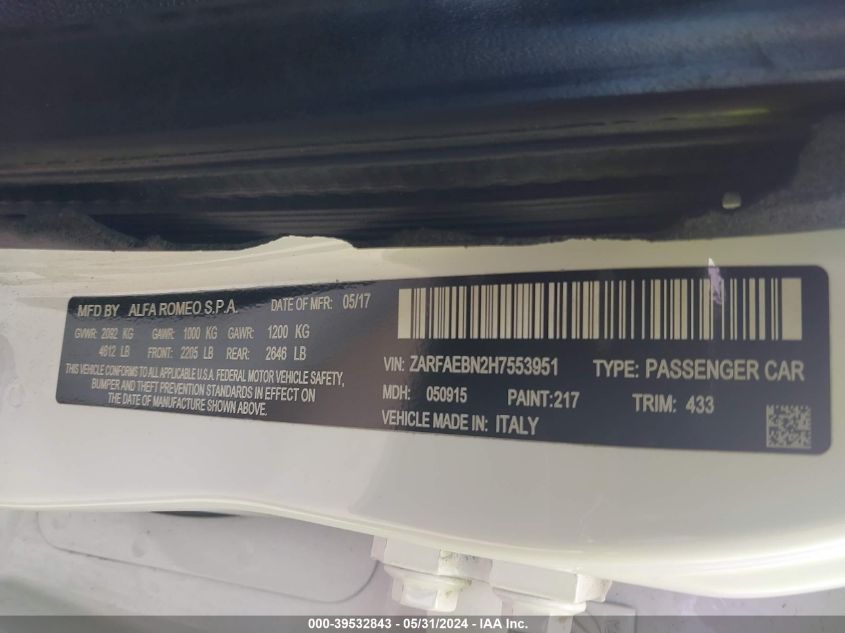 MFD BY ALFA ROMEO S.P.A. DATE OF MFR: 05/17
GVWR: 2092 KG GAWR: 1000 KG GAWR: 1200 KG
4612 LB FRONT: 2205 LB REAR: 2646 LB
THIS VEHICLE CONFORMS TO ALL APPLICABLE U.S.A. FEDERAL MOTOR VEHICLE SAFETY,
BUMPER AND THEFT PREVENTION STANDARDS IN EFFECT ON
THE DATE OF MANUFACTURE SHOWN ABOVE.
VIN: ZARFAEBN2H7553951 TYPE: PASSENGER CAR
MDH: 050915 PAINT:217 TRIM: 433
VEHICLE MADE IN: ITALY
000-39532843 - 05/31/2024 - IAA Inc.